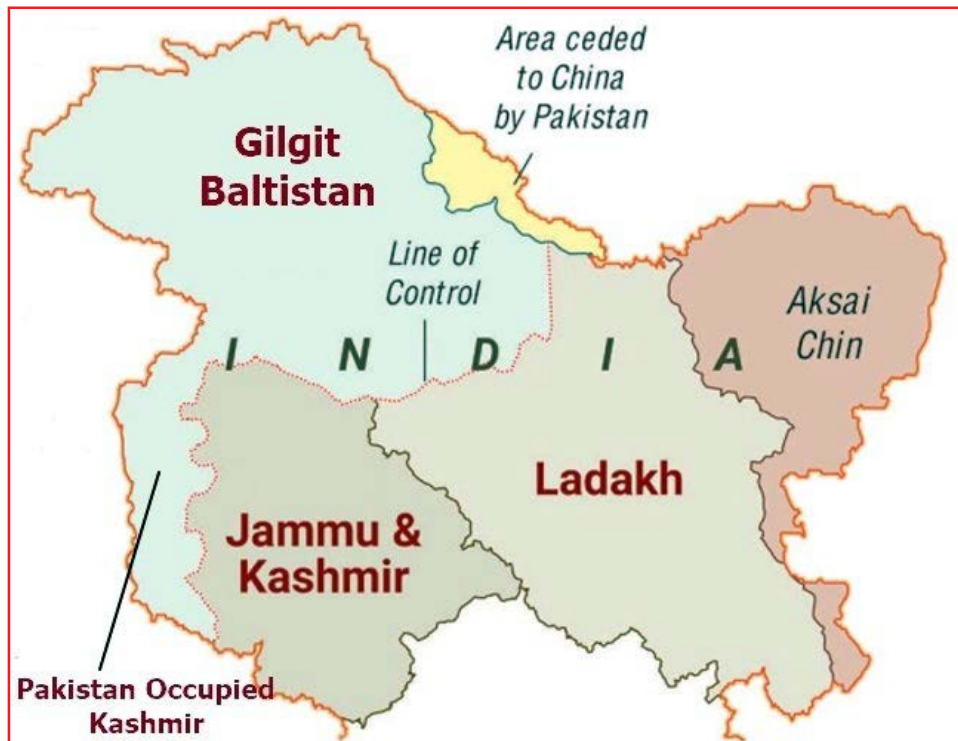 Area ceded
to China
by Pakistan
Gilgit
Baltistan
Line of
Control
Aksai
Chin
I N D I A
Ladakh
Jammu &
Kashmir
Pakistan Occupied
Kashmir